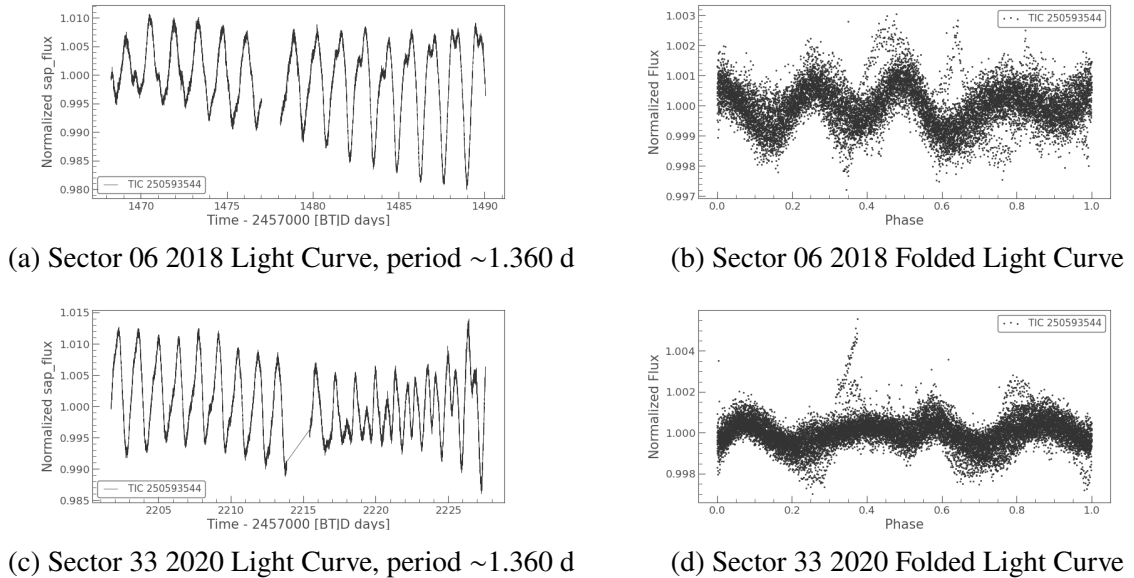 1.010
1.005
1.000
0.995
0.990
0.985
0.980
Normalized sap_flux
TIC 250593544
1470 1475 1480 1485 1490
Time - 2457000 [BTJD days]
(a) Sector 06 2018 Light Curve, period ~1.360 d
1.003
1.002
1.001
1.000
0.999
0.998
0.997
Normalized Flux
TIC 250593544
0.0 0.2 0.4 0.6 0.8 1.0
Phase
(b) Sector 06 2018 Folded Light Curve
1.015
1.010
1.005
1.000
0.995
0.990
0.985
Normalized sap_flux
TIC 250593544
2205 2210 2215 2220 2225
Time - 2457000 [BTJD days]
(c) Sector 33 2020 Light Curve, period ~1.360 d
1.004
1.002
1.000
0.998
Normalized Flux
TIC 250593544
0.0 0.2 0.4 0.6 0.8 1.0
Phase
(d) Sector 33 2020 Folded Light Curve